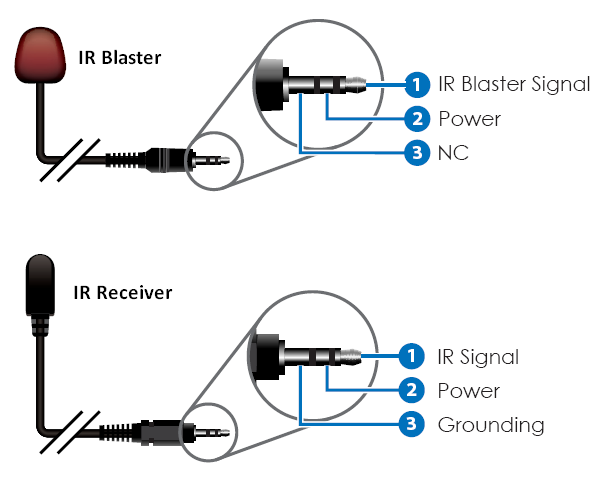 IR Blaster
1 IR Blaster Signal
2 Power
3 NC
IR Receiver
1 IR Signal
2 Power
3 Grounding